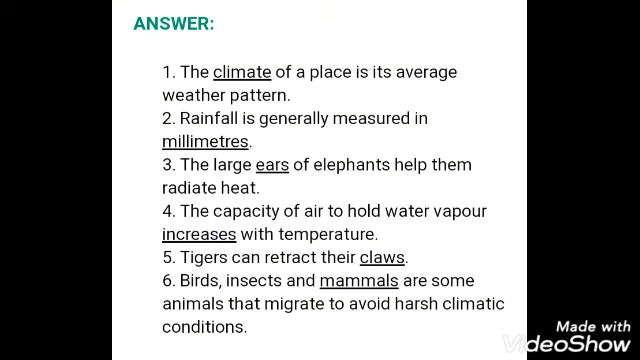 ANSWER:
1. The climate of a place is its average
weather pattern.
2. Rainfall is generally measured in
millimetres.
3. The large ears of elephants help them
radiate heat.
4. The capacity of air to hold water vapour
increases with temperature.
5. Tigers can retract their claws.
6. Birds, insects and mammals are some
animals that migrate to avoid harsh climatic
conditions.
Made with
VideoShow